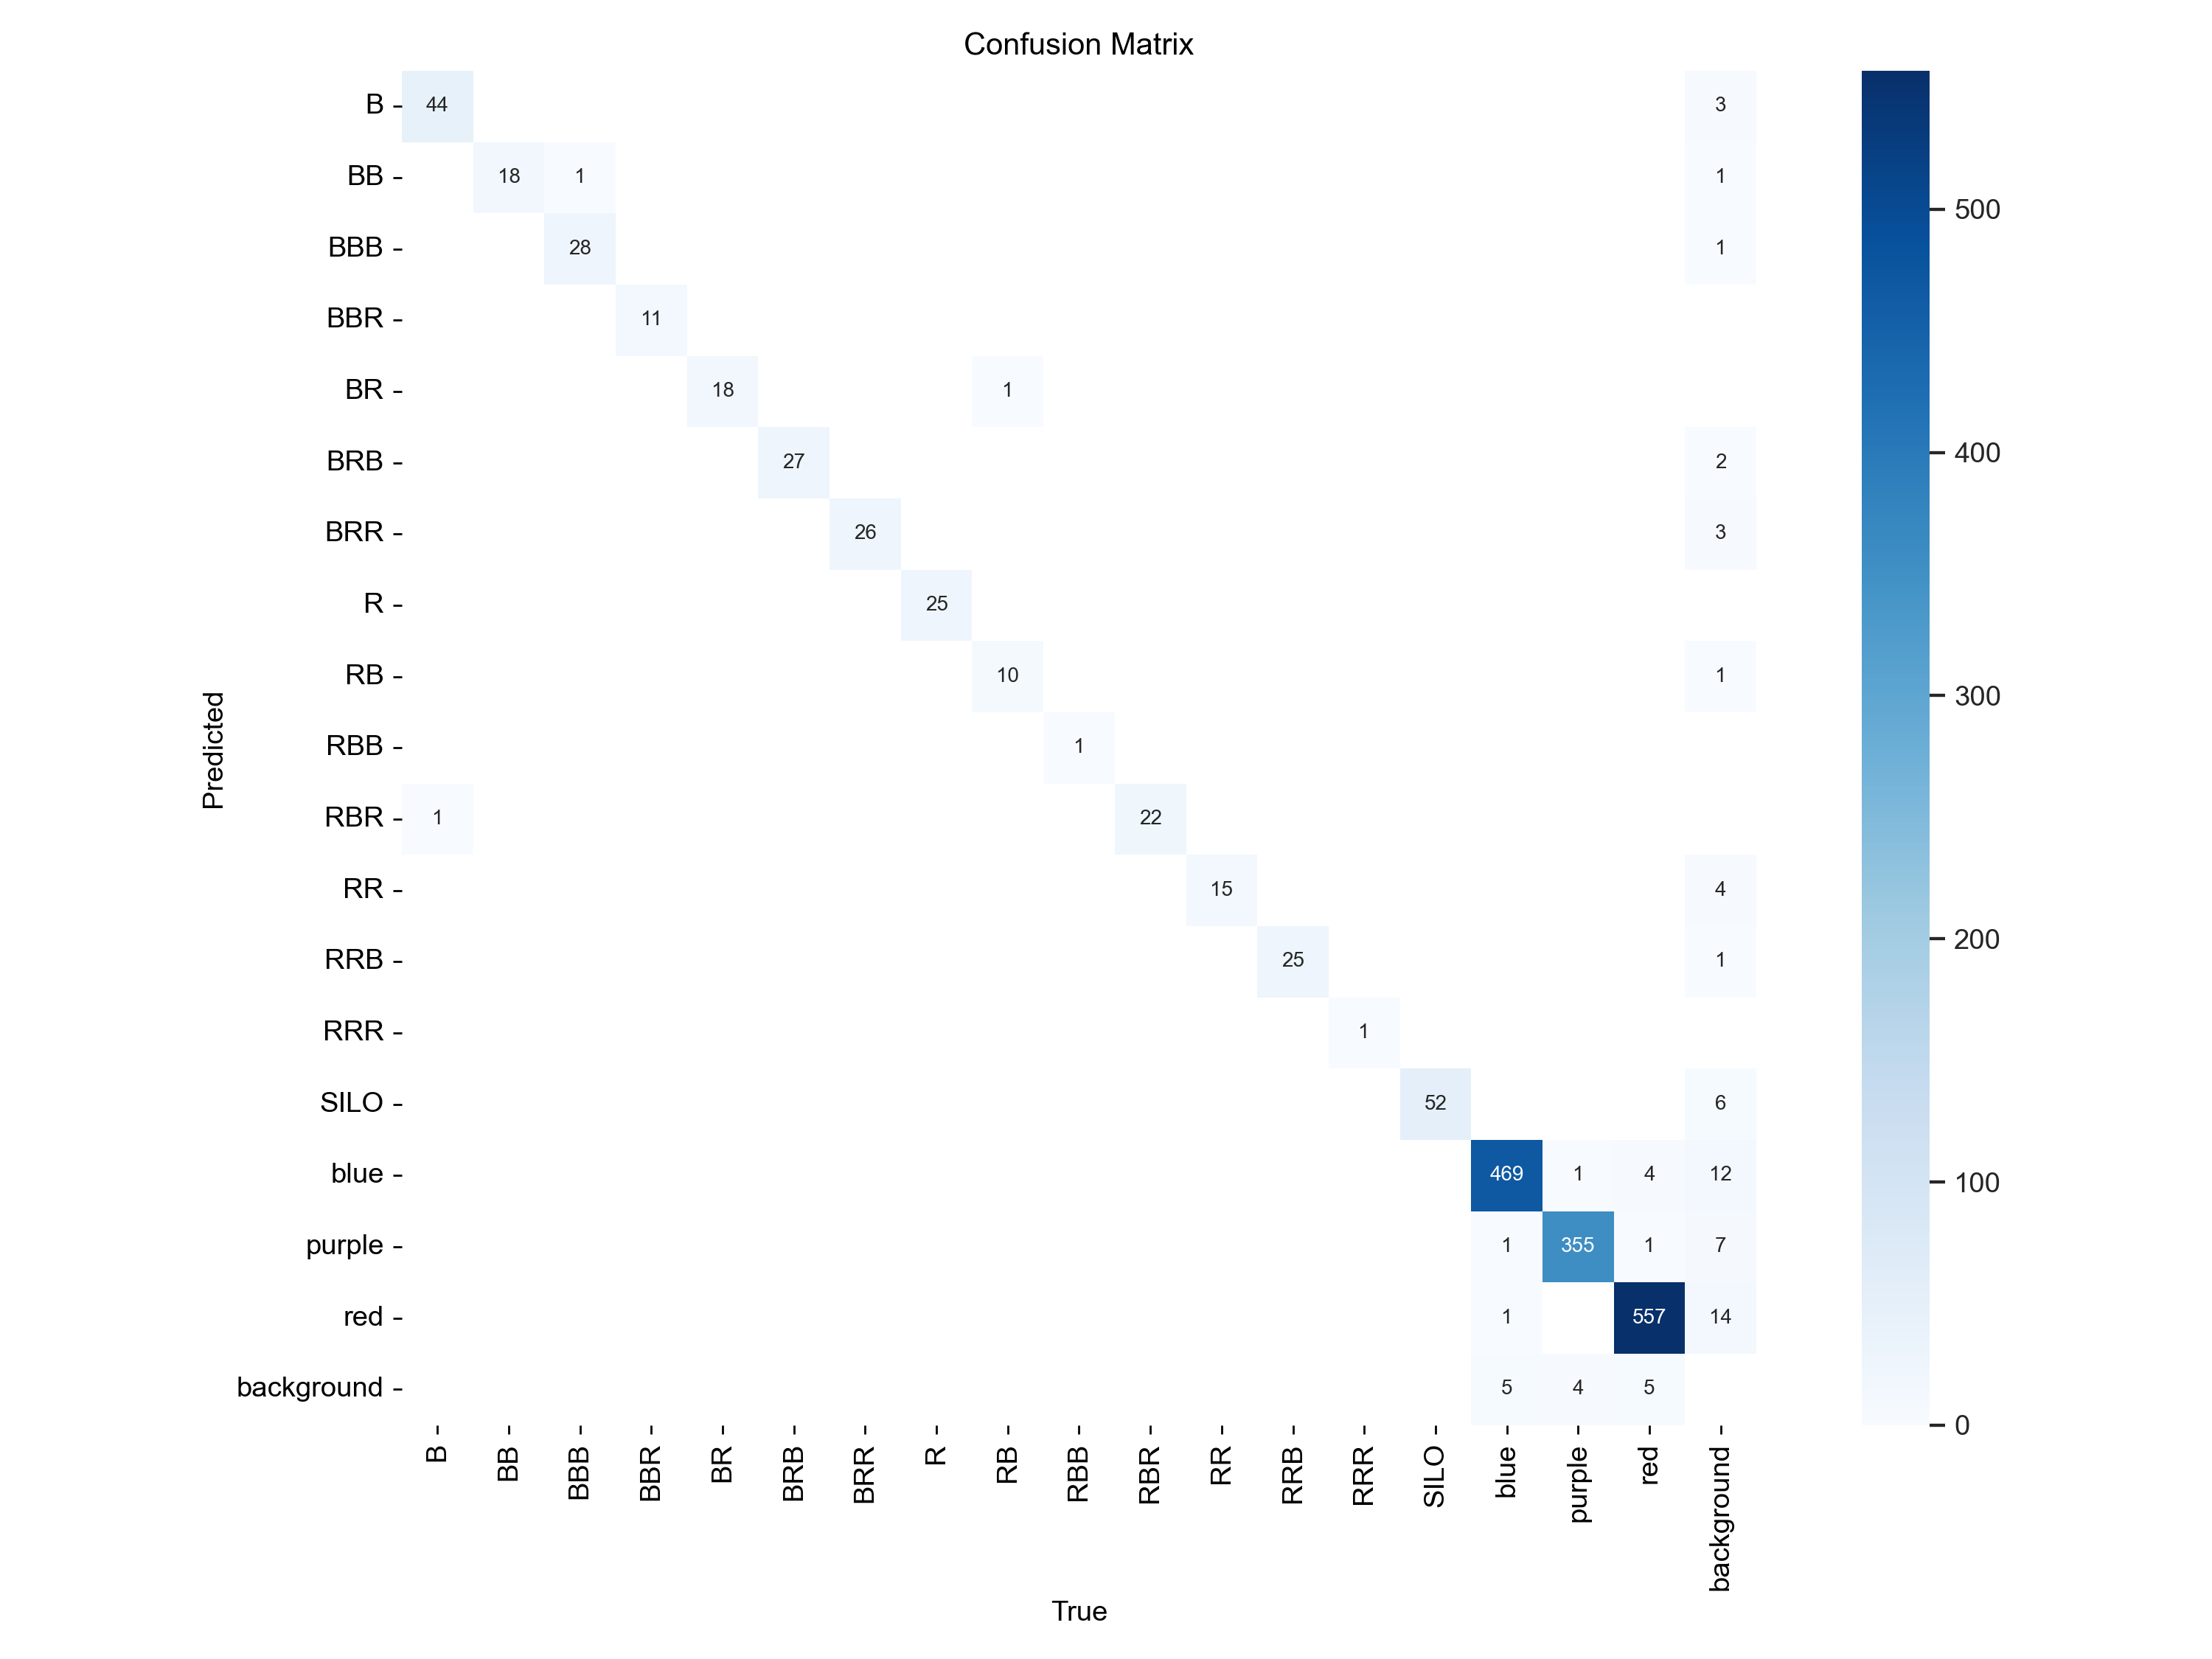 Confusion Matrix
B 44 3
BB 18 1 1
BBB 28 1
BBR 11
BR 18 1
BRB 27 2
BRR 26 3
R 25
RB 10 1
RBB 1
RBR 1 22
RR 15 4
RRB 25 1
RRR 1
SILO 52 6
blue 469 1 4 12
purple 1 355 1 7
red 1 557 14
background 5 4 5
Predicted
B BB BBB BBR BR BRB BRR R RB RBB RBR RR RRB RRR SILO blue purple red background
True
500
400
300
200
100
0